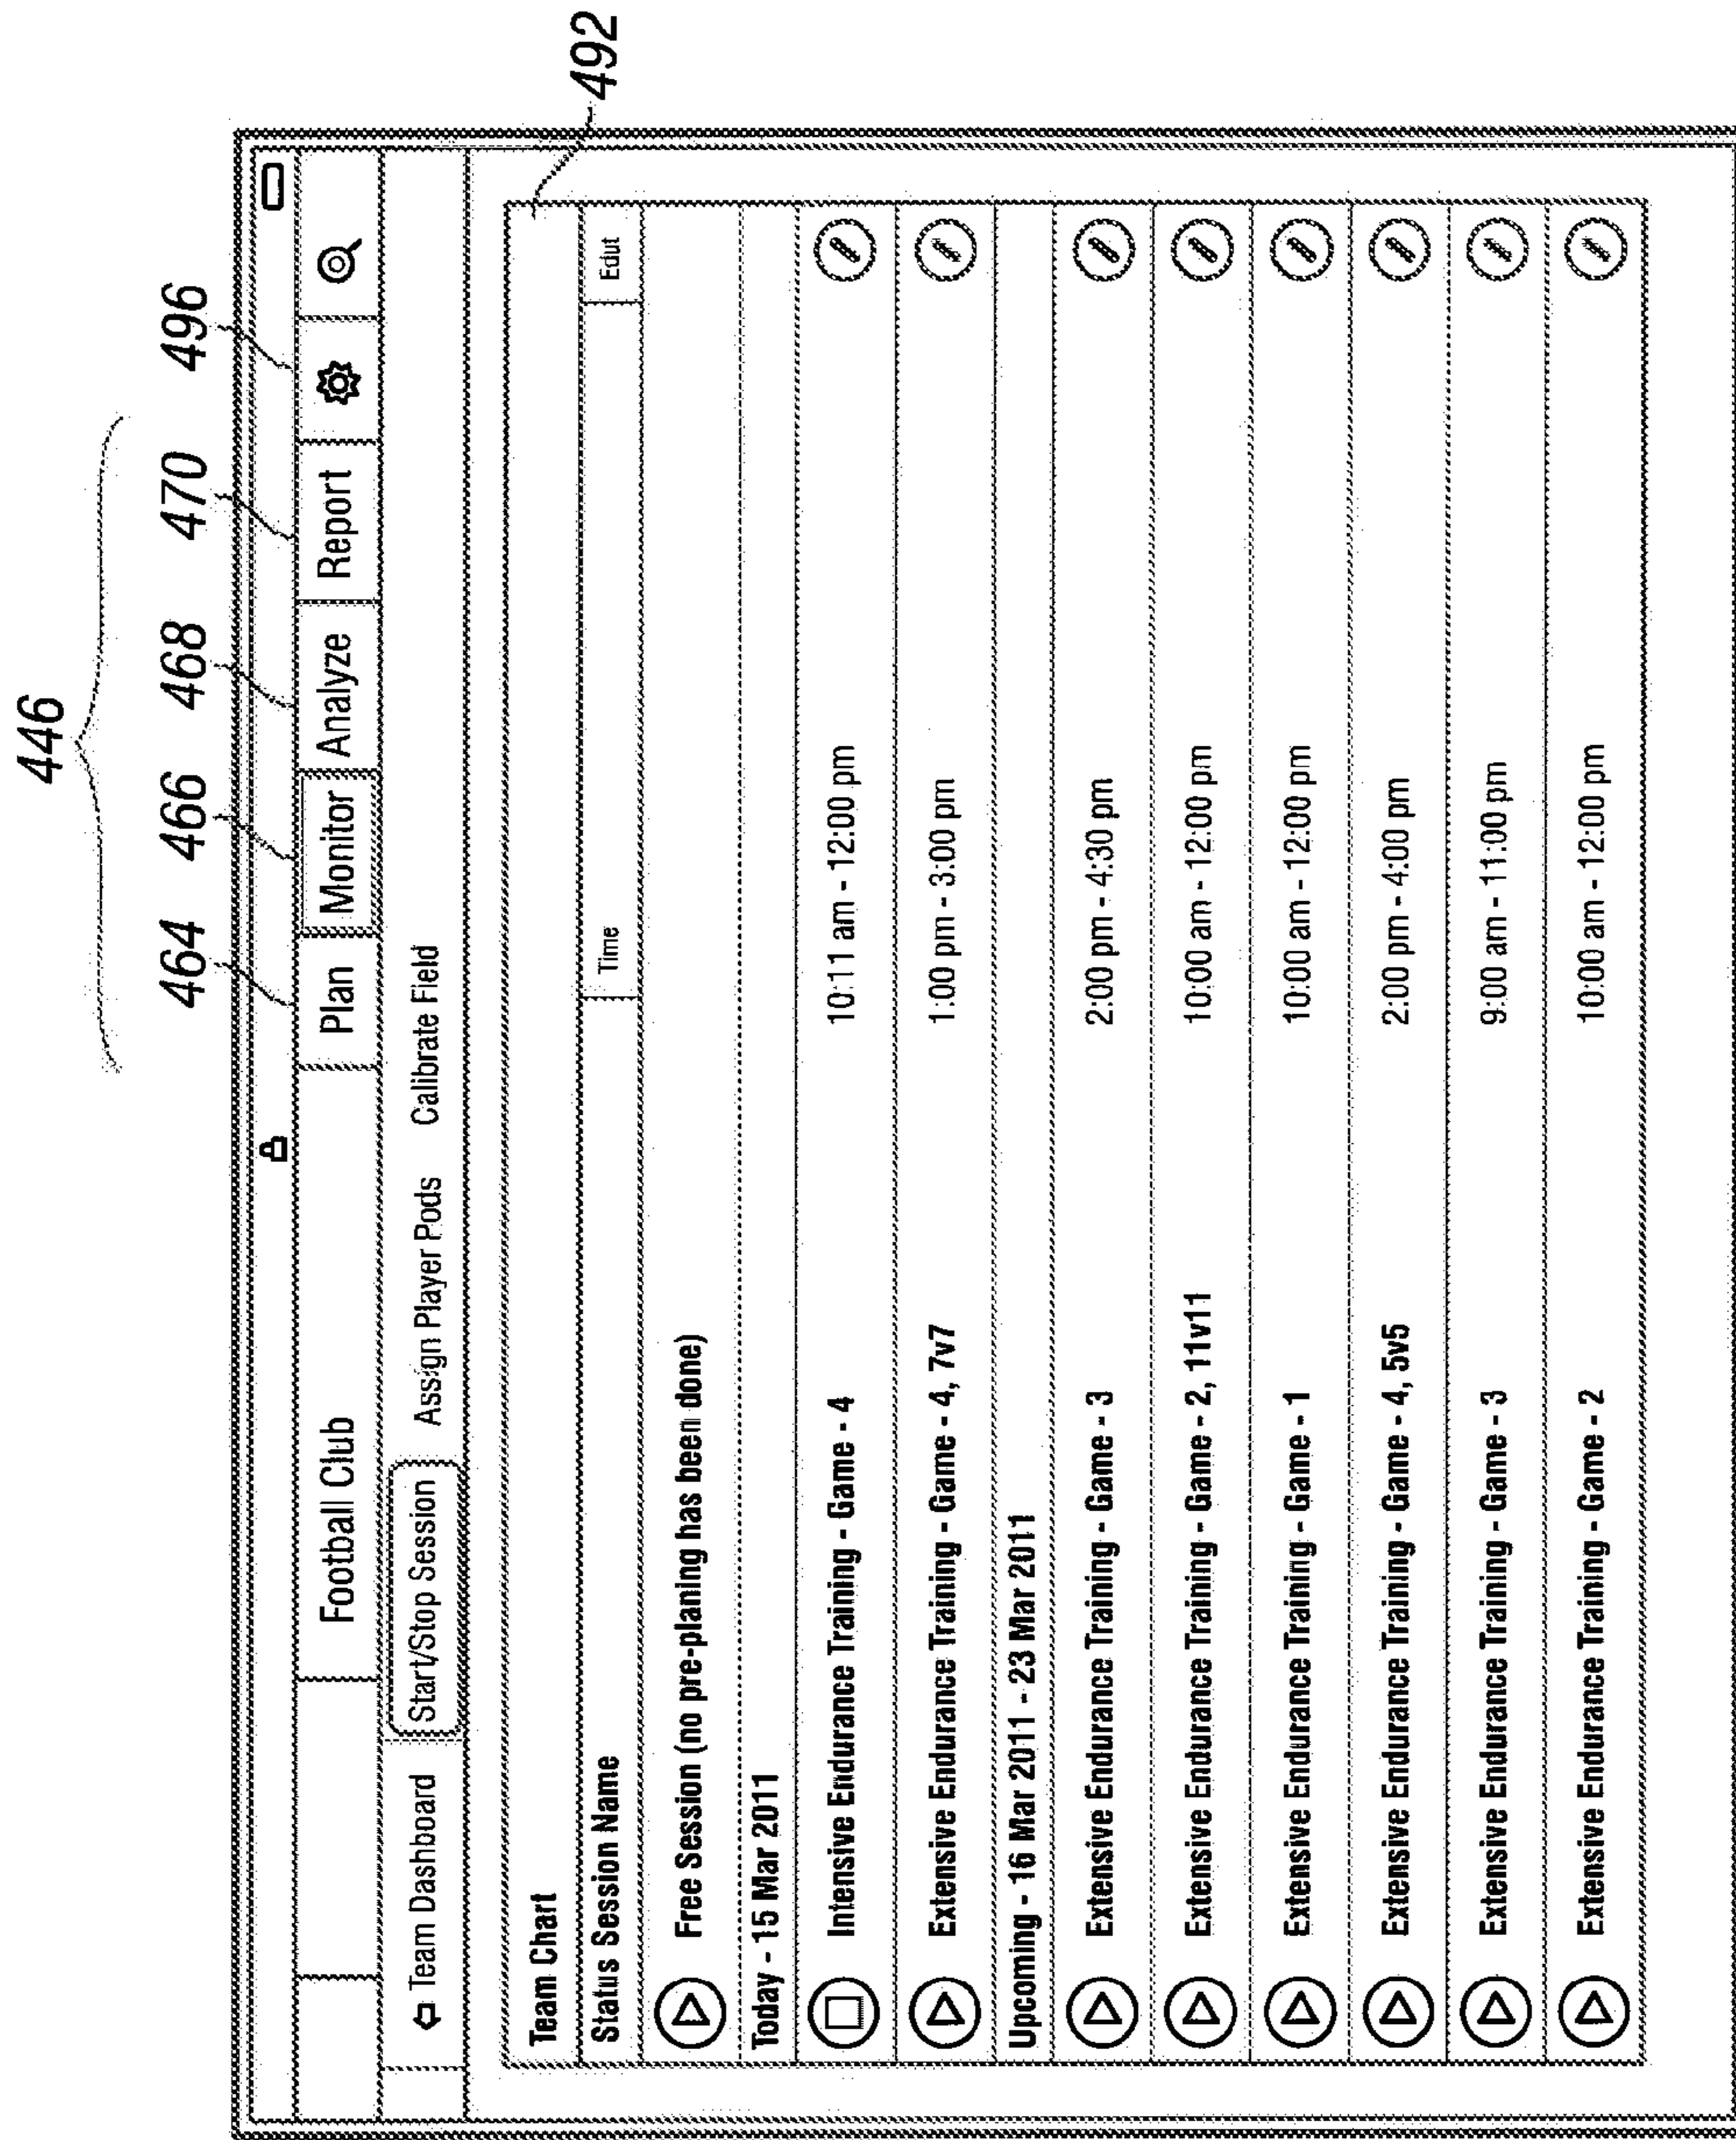 446
464 466 468 470 496
Football Club Plan Monitor Analyze Report
Team Dashboard Start/Stop Session Assign Player Pods Calibrate Field
492
Team Chart
Status Session Name Time Edut
Free Session (no pre-planing has been done)
Today - 15 Mar 2011
Intensive Endurance Training - Game - 4 10:11 am - 12:00 pm
Extensive Endurance Training - Game - 4, 7v7 1:00 pm - 3:00 pm
Upcoming - 16 Mar 2011 - 23 Mar 2011
Extensive Endurance Training - Game - 3 2:00 pm - 4:30 pm
Extensive Endurance Training - Game - 2, 11v11 10:00 am - 12:00 pm
Extensive Endurance Training - Game - 1 10:00 am - 12:00 pm
Extensive Endurance Training - Game - 4, 5v5 2:00 pm - 4:00 pm
Extensive Endurance Training - Game - 3 9:00 am - 11:00 pm
Extensive Endurance Training - Game - 2 10:00 am - 12:00 pm